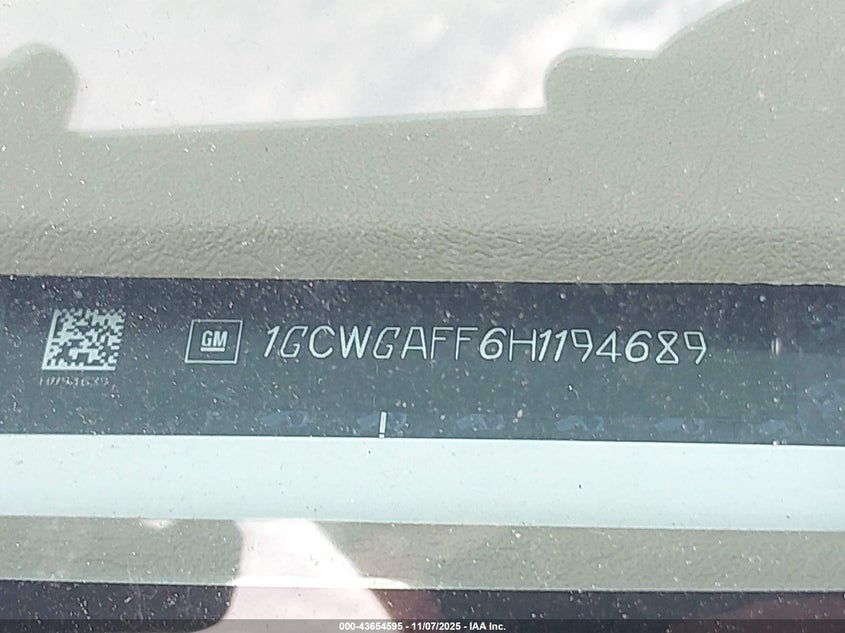 GM 1GCWGAFF6H1194689
000-43654595 - 11/07/2025 - IAA Inc.